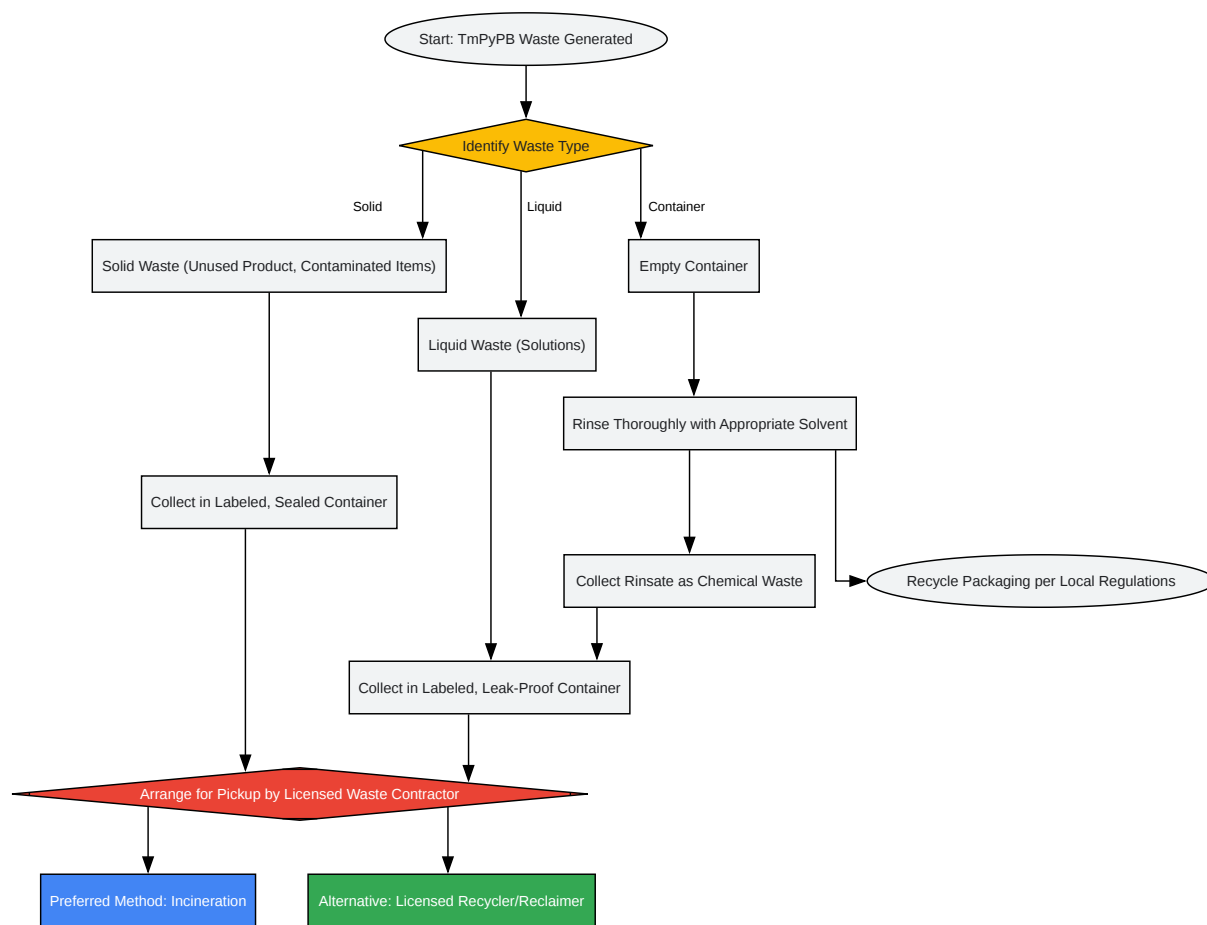 Start: TmPyPB Waste Generated
Identify Waste Type
Solid
Liquid
Container
Solid Waste (Unused Product, Contaminated Items)
Empty Container
Liquid Waste (Solutions)
Rinse Thoroughly with Appropriate Solvent
Collect in Labeled, Sealed Container
Collect Rinsate as Chemical Waste
Recycle Packaging per Local Regulations
Collect in Labeled, Leak-Proof Container
Arrange for Pickup by Licensed Waste Contractor
Preferred Method: Incineration
Alternative: Licensed Recycler/Reclaimer